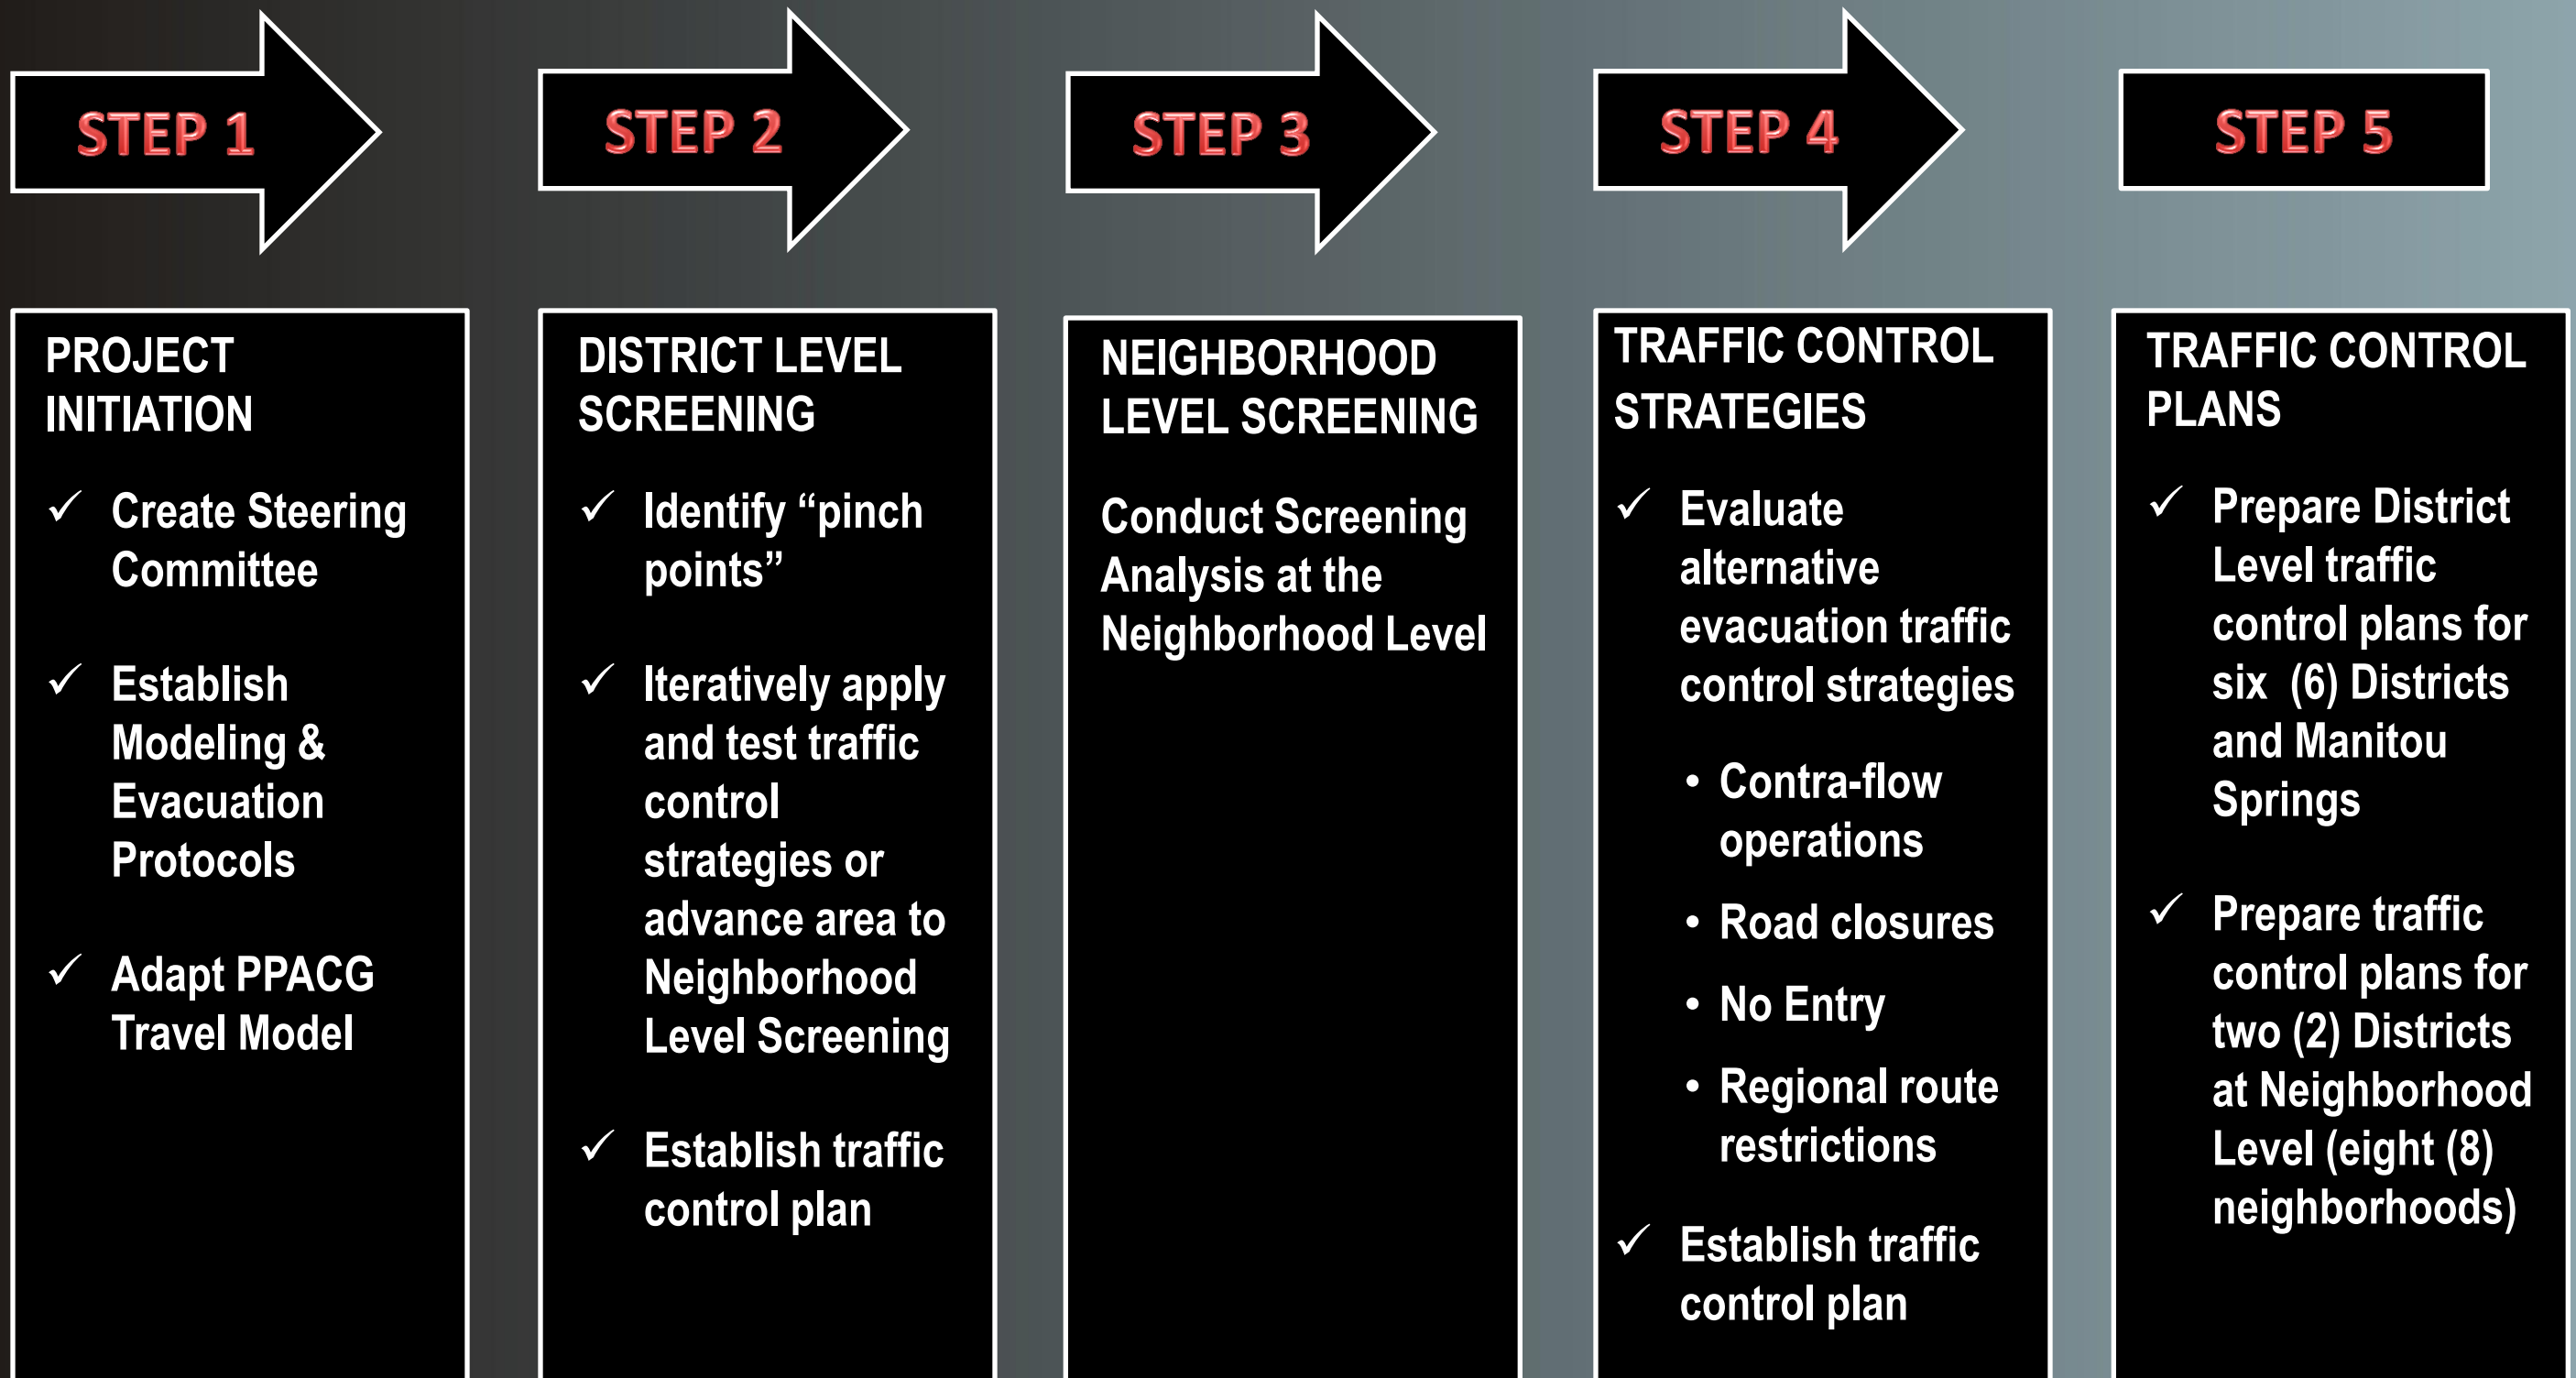 STEP 1
STEP 2
STEP 3
STEP 4
STEP 5
PROJECT
INITIATION
✓ Create Steering
Committee
✓ Establish
Modeling &
Evacuation
Protocols
✓ Adapt PPACG
Travel Model
DISTRICT LEVEL
SCREENING
✓ Identify “pinch
points”
✓ Iteratively apply
and test traffic
control
strategies or
advance area to
Neighborhood
Level Screening
✓ Establish traffic
control plan
NEIGHBORHOOD
LEVEL SCREENING
Conduct Screening
Analysis at the
Neighborhood Level
TRAFFIC CONTROL
STRATEGIES
✓ Evaluate
alternative
evacuation traffic
control strategies
• Contra-flow
operations
• Road closures
• No Entry
• Regional route
restrictions
✓ Establish traffic
control plan
TRAFFIC CONTROL
PLANS
✓ Prepare District
Level traffic
control plans for
six (6) Districts
and Manitou
Springs
✓ Prepare traffic
control plans for
two (2) Districts
at Neighborhood
Level (eight (8)
neighborhoods)